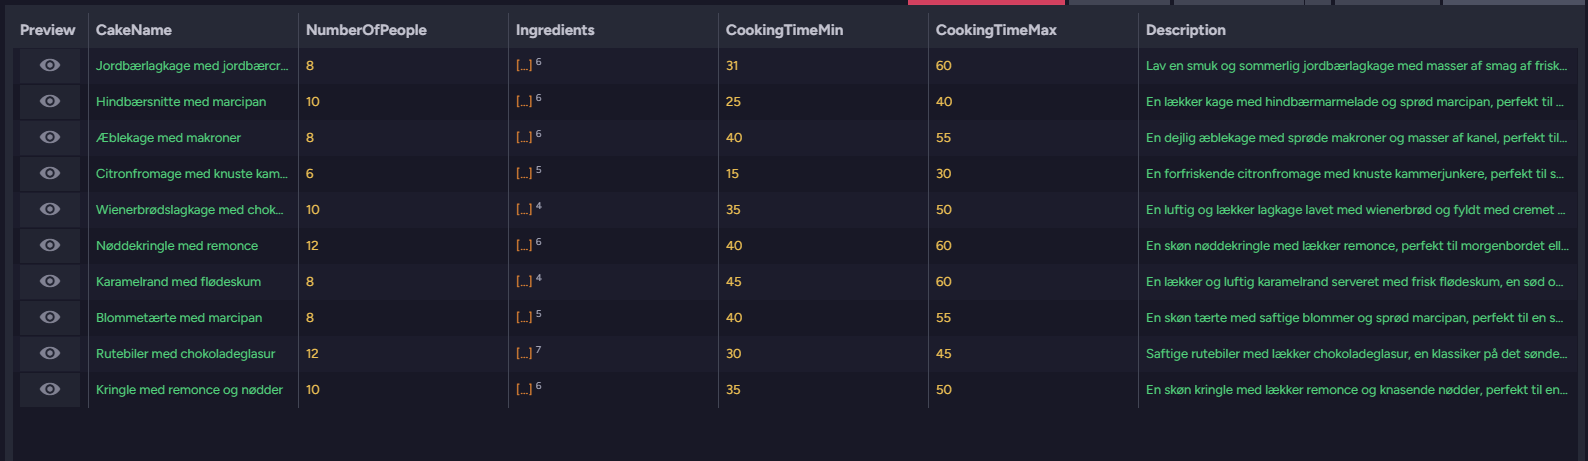 Preview CakeName NumberOfPeople Ingredients CookingTimeMin CookingTimeMax Description
Jordbærlagkage med jordbærcr... 8 [...] 6 31 60 Lav en smuk og sommerlig jordbærlagkage med masser af smag af frisk...
Hindbærsnitte med marcipan 10 [...] 6 25 40 En lækker kage med hindbærmarmelade og sprød marcipan, perfekt til ...
Æblekage med makroner 8 [...] 6 40 55 En dejlig æblekage med sprøde makroner og masser af kanel, perfekt til...
Citronfromage med knuste kam... 6 [...] 5 15 30 En forfriskende citronfromage med knuste kammerjunkere, perfekt til s...
Wienerbrødslagkage med chok... 10 [...] 4 35 50 En luftig og lækker lagkage lavet med wienerbrød og fyldt med cremet ...
Nøddekringle med remonce 12 [...] 6 40 60 En skøn nøddekringle med lækker remonce, perfekt til morgenbordet ell...
Karamelrand med flødeskum 8 [...] 4 45 60 En lækker og luftig karamelrand serveret med frisk flødeskum, en sød o...
Blommetærte med marcipan 8 [...] 5 40 55 En skøn tærte med saftige blommer og sprød marcipan, perfekt til en s...
Rutebiler med chokoladeglasur 12 [...] 7 30 45 Saftige rutebiler med lækker chokoladeglasur, en klassiker på det sønde...
Kringle med remonce og nødder 10 [...] 6 35 50 En skøn kringle med lækker remonce og knasende nødder, perfekt til en...